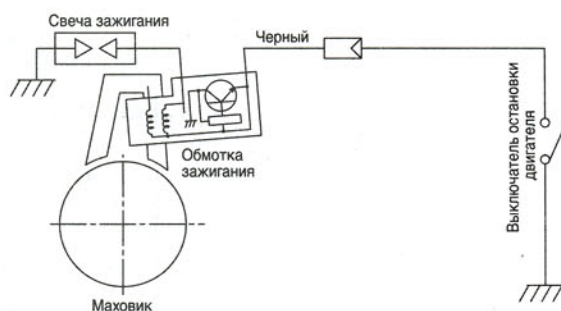 Свеча зажигания
Черный
Обмотка
зажигания
Выключатель остановки
двигателя
Маховик